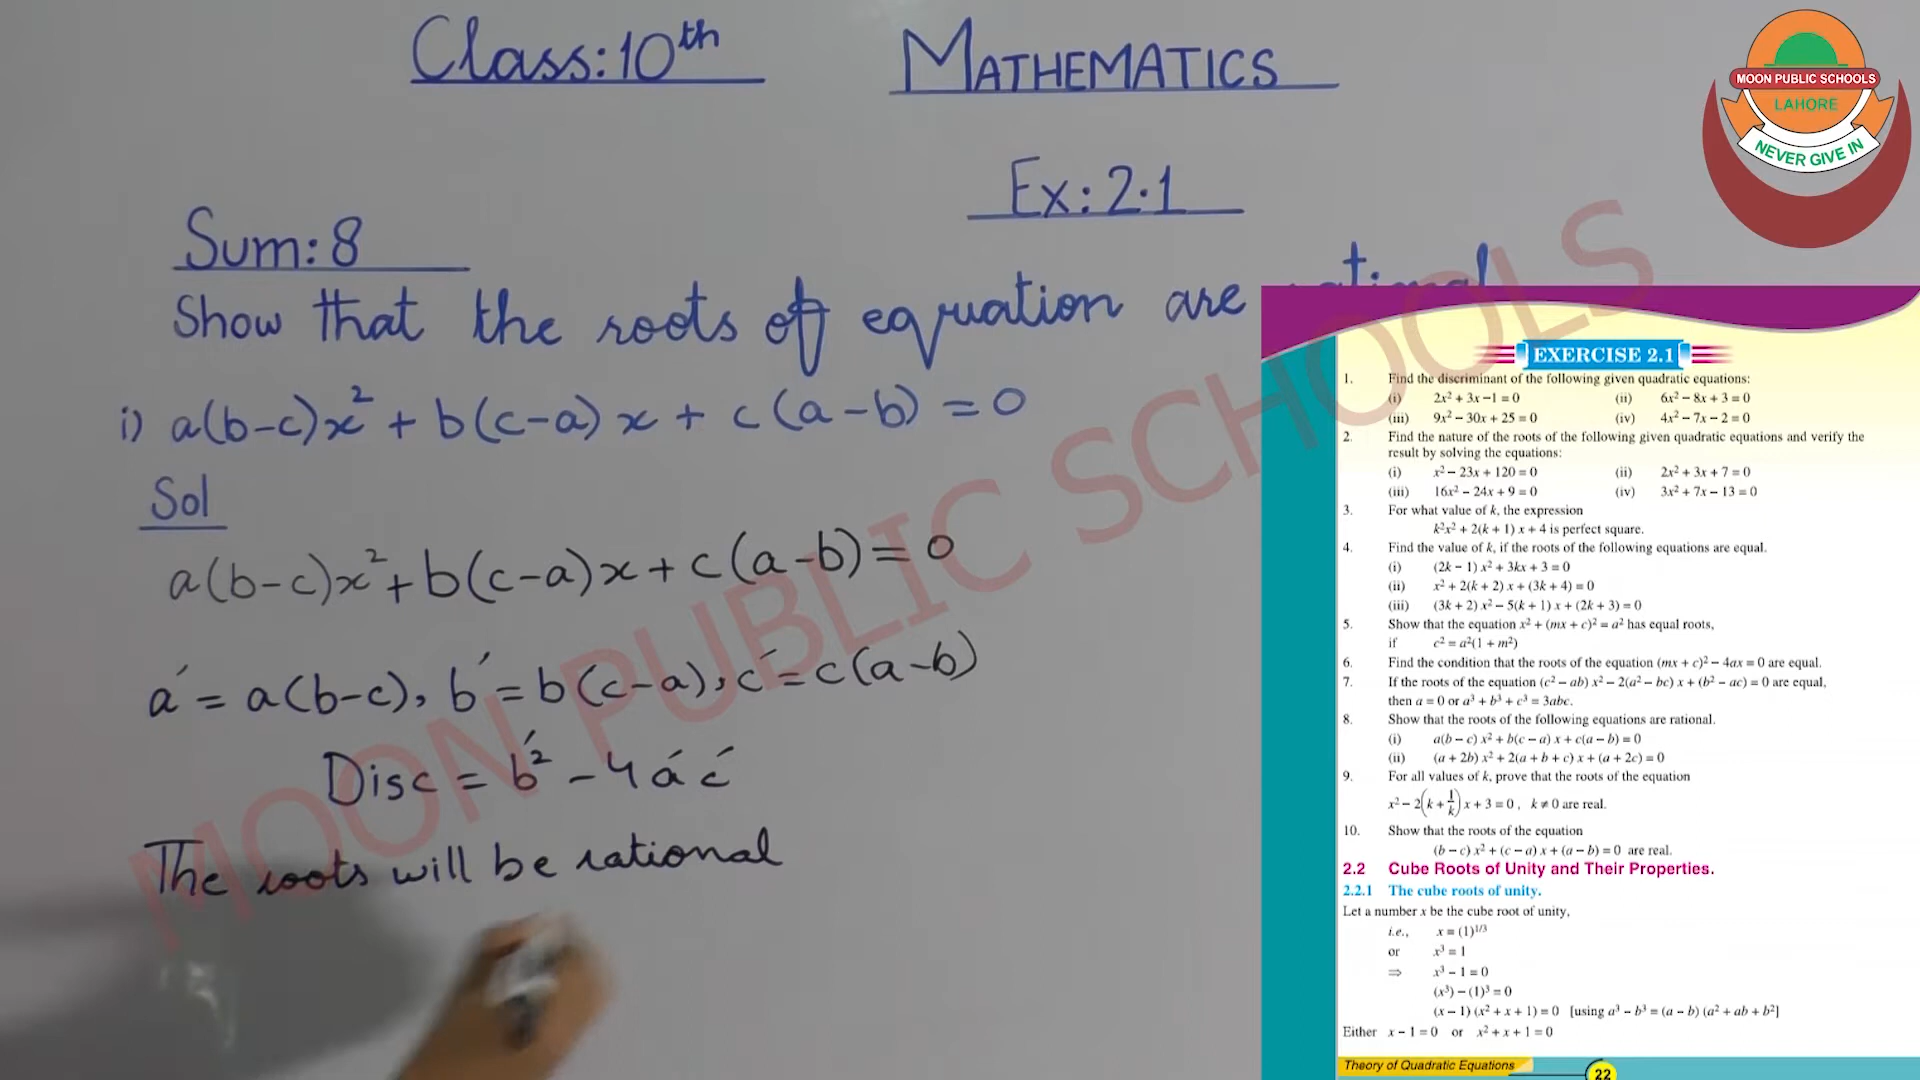 Class: 10th MATHEMATICS
MOON PUBLIC SCHOOLS
LAHORE
NEVER GIVE IN
Ex: 2.1
Sum: 8
Show that the roots of equation are rational
i) a(b-c)x² + b(c-a)x + c(a-b) = 0
Sol
a(b-c)x² + b(c-a)x + c(a-b) = 0
a′ = a(b-c), b′ = b(c-a), c′ = c(a-b)
Disc = b′² - 4a′c′
The roots will be rational
MOON PUBLIC SCHOOLS
EXERCISE 2.1
1. Find the discriminant of the following given quadratic equations:
(i) 2x² + 3x – 1 = 0 (ii) 6x² – 8x + 3 = 0
(iii) 9x² – 30x + 25 = 0 (iv) 4x² – 7x – 2 = 0
2. Find the nature of the roots of the following given quadratic equations and verify the
result by solving the equations:
(i) x² – 23x + 120 = 0 (ii) 2x² + 3x + 7 = 0
(iii) 16x² – 24x + 9 = 0 (iv) 3x² + 7x – 13 = 0
3. For what value of k, the expression
k²x² + 2(k + 1) x + 4 is perfect square.
4. Find the value of k, if the roots of the following equations are equal.
(i) (2k – 1) x² + 3kx + 3 = 0
(ii) x² + 2(k + 2) x + (3k + 4) = 0
(iii) (3k + 2) x² – 5(k + 1) x + (2k + 3) = 0
5. Show that the equation x² + (mx + c)² = a² has equal roots,
if c² = a²(1 + m²)
6. Find the condition that the roots of the equation (mx + c)² – 4ax = 0 are equal.
7. If the roots of the equation (c² – ab) x² – 2(a² – bc) x + (b² – ac) = 0 are equal,
then a = 0 or a³ + b³ + c³ = 3abc.
8. Show that the roots of the following equations are rational.
(i) a(b – c) x² + b(c – a) x + c(a – b) = 0
(ii) (a + 2b) x² + 2(a + b + c) x + (a + 2c) = 0
9. For all values of k, prove that the roots of the equation
x² – 2(k + 1/k) x + 3 = 0, k ≠ 0 are real.
10. Show that the roots of the equation
(b – c) x² + (c – a) x + (a – b) = 0 are real.
2.2 Cube Roots of Unity and Their Properties.
2.2.1 The cube roots of unity.
Let a number x be the cube root of unity,
i.e., x = (1)^1/3
or x³ = 1
⇒ x³ – 1 = 0
(x³) – (1)³ = 0
(x – 1) (x² + x + 1) = 0 [using a³ – b³ = (a – b) (a² + ab + b²]
Either x – 1 = 0 or x² + x + 1 = 0
Theory of Quadratic Equations 22